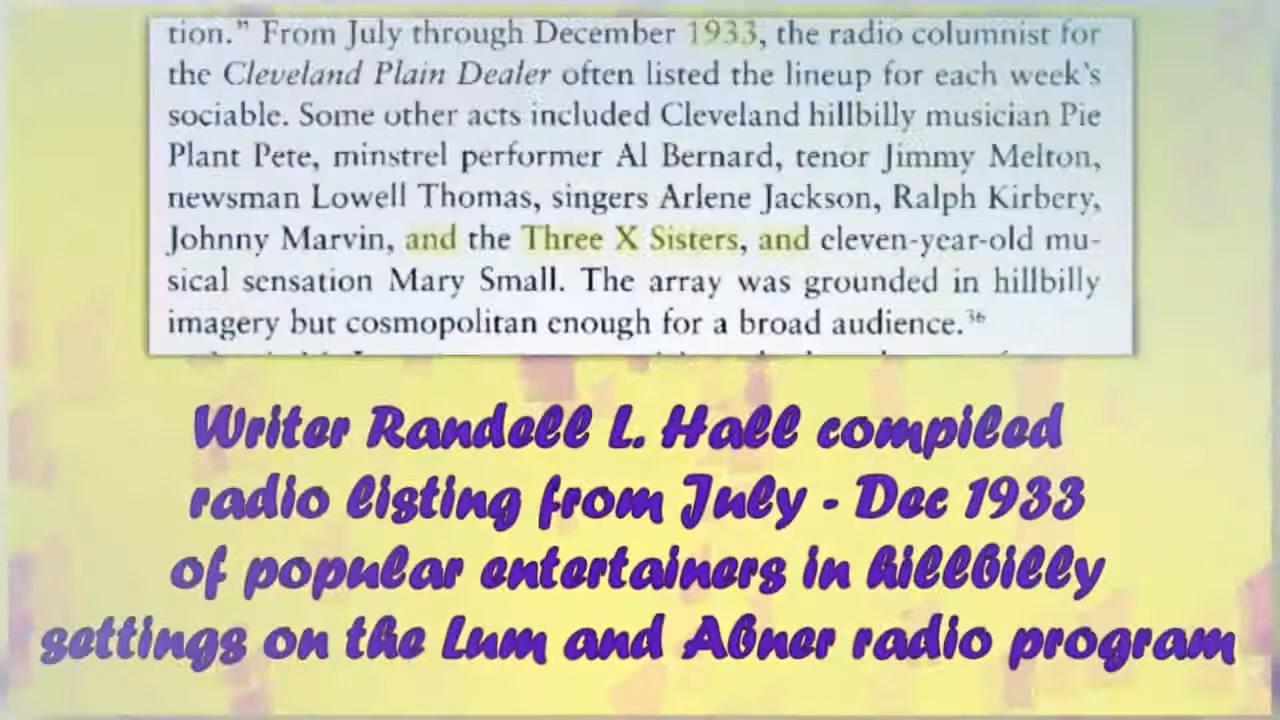 tion.” From July through December 1933, the radio columnist for
the Cleveland Plain Dealer often listed the lineup for each week’s
sociable. Some other acts included Cleveland hillbilly musician Pie
Plant Pete, minstrel performer Al Bernard, tenor Jimmy Melton,
newsman Lowell Thomas, singers Arlene Jackson, Ralph Kirbery,
Johnny Marvin, and the Three X Sisters, and eleven-year-old mu-
sical sensation Mary Small. The array was grounded in hillbilly
imagery but cosmopolitan enough for a broad audience.³⁶
Writer Randell L. Hall compiled
radio listing from July - Dec 1933
of popular entertainers in hillbilly
settings on the Lum and Abner radio program